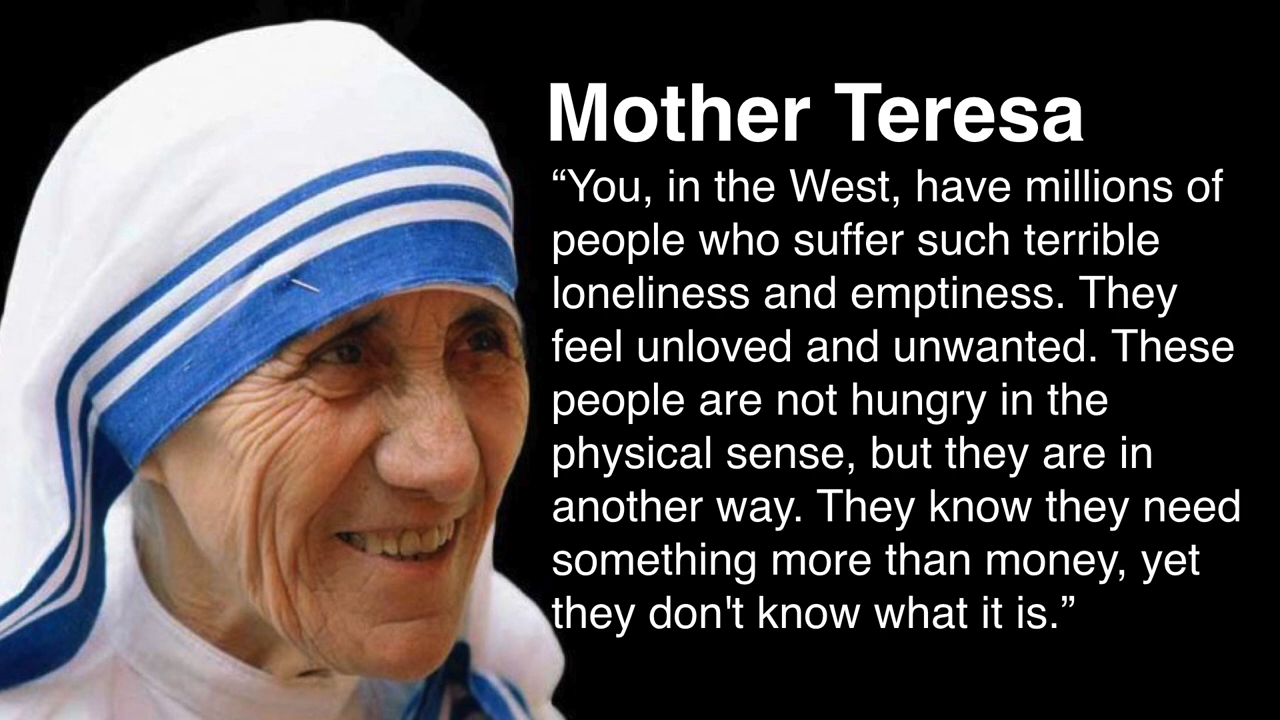 Mother Teresa
“You, in the West, have millions of
people who suffer such terrible
loneliness and emptiness. They
feel unloved and unwanted. These
people are not hungry in the
physical sense, but they are in
another way. They know they need
something more than money, yet
they don't know what it is.”